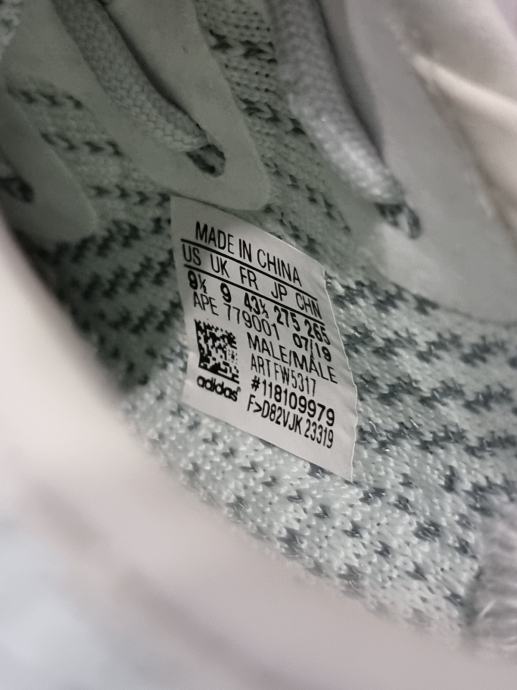 MADE IN CHINA
US UK FR JP CHN
9½ 9 43⅓ 275 265
APE 779001 07/19
MALE/MÂLE
ART FW5317
#118109979
adidas
F>D82VJK 23319